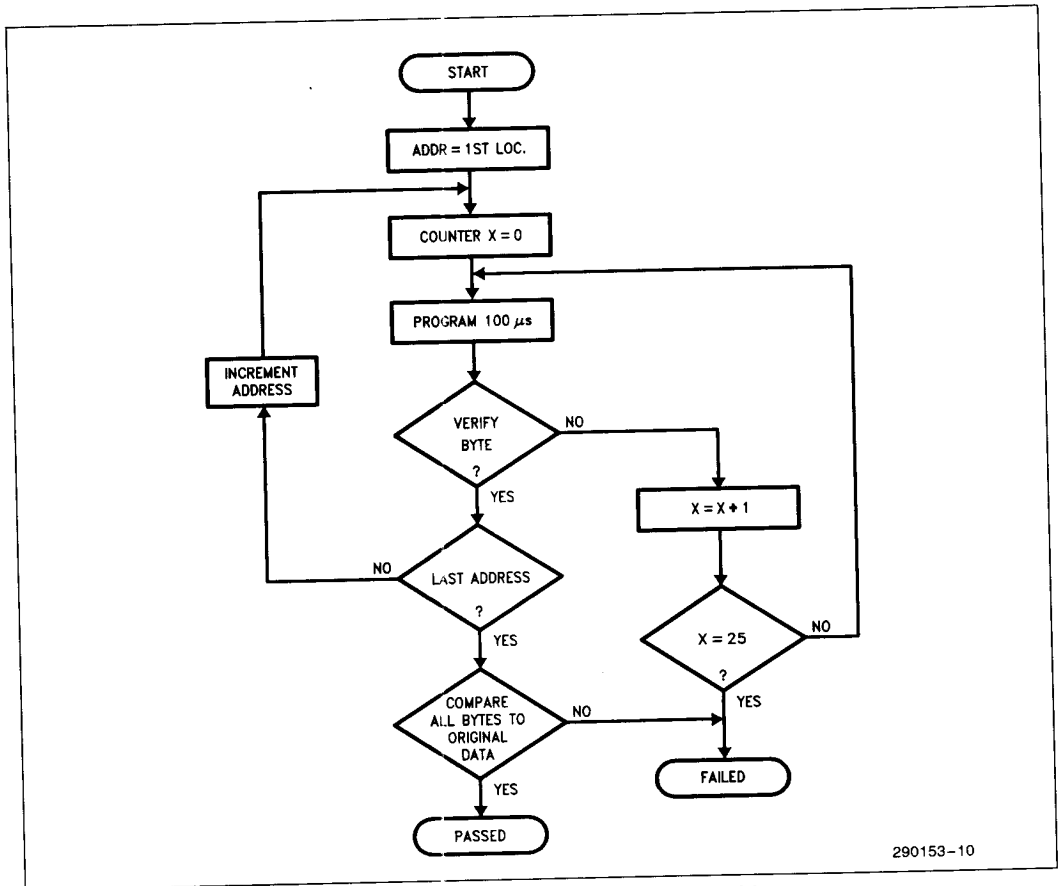 START
ADDR = 1ST LOC.
COUNTER X = 0
PROGRAM 100 μs
INCREMENT
ADDRESS
VERIFY
BYTE
?
NO
YES
X = X + 1
LAST ADDRESS
?
NO
YES
X = 25
?
NO
YES
COMPARE
ALL BYTES TO
ORIGINAL
DATA
NO
YES
FAILED
PASSED
290153-10